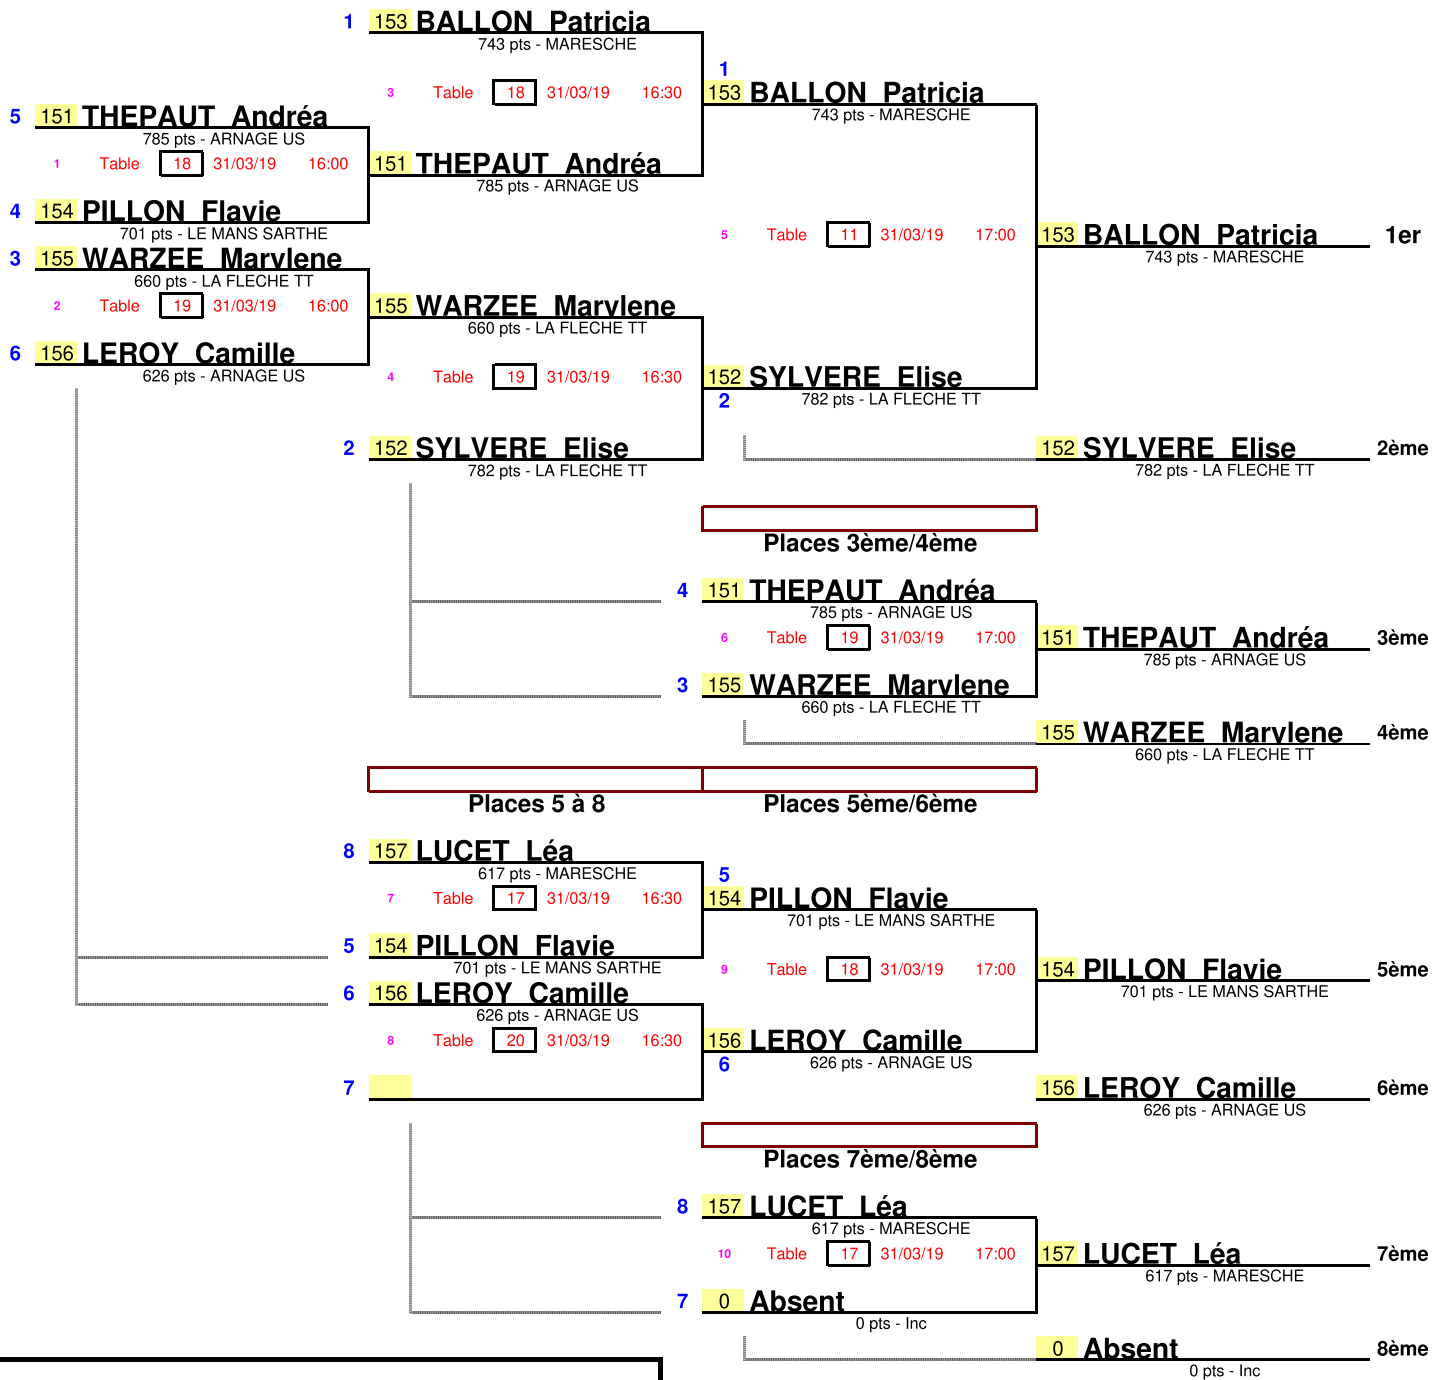 1 153 BALLON Patricia
743 pts - MARESCHE
1
3 Table 18 31/03/19 16:30 153 BALLON Patricia
743 pts - MARESCHE
5 151 THEPAUT Andréa
785 pts - ARNAGE US
1 Table 18 31/03/19 16:00 151 THEPAUT Andréa
785 pts - ARNAGE US
4 154 PILLON Flavie
701 pts - LE MANS SARTHE
5 Table 11 31/03/19 17:00 153 BALLON Patricia 1er
743 pts - MARESCHE
3 155 WARZEE Marylene
660 pts - LA FLECHE TT
2 Table 19 31/03/19 16:00 155 WARZEE Marylene
660 pts - LA FLECHE TT
6 156 LEROY Camille
626 pts - ARNAGE US
4 Table 19 31/03/19 16:30 152 SYLVERE Elise
2 782 pts - LA FLECHE TT
2 152 SYLVERE Elise 152 SYLVERE Elise 2ème
782 pts - LA FLECHE TT 782 pts - LA FLECHE TT
Places 3ème/4ème
4 151 THEPAUT Andréa
785 pts - ARNAGE US
6 Table 19 31/03/19 17:00 151 THEPAUT Andréa 3ème
785 pts - ARNAGE US
3 155 WARZEE Marylene
660 pts - LA FLECHE TT
155 WARZEE Marylene 4ème
660 pts - LA FLECHE TT
Places 5 à 8 Places 5ème/6ème
8 157 LUCET Léa
617 pts - MARESCHE
5
7 Table 17 31/03/19 16:30 154 PILLON Flavie
701 pts - LE MANS SARTHE
5 154 PILLON Flavie
701 pts - LE MANS SARTHE
9 Table 18 31/03/19 17:00 154 PILLON Flavie 5ème
701 pts - LE MANS SARTHE
6 156 LEROY Camille
626 pts - ARNAGE US
8 Table 20 31/03/19 16:30 156 LEROY Camille
6 626 pts - ARNAGE US
7 156 LEROY Camille 6ème
626 pts - ARNAGE US
Places 7ème/8ème
8 157 LUCET Léa
617 pts - MARESCHE
10 Table 17 31/03/19 17:00 157 LUCET Léa 7ème
617 pts - MARESCHE
7 0 Absent
0 pts - Inc
0 Absent 8ème
0 pts - Inc